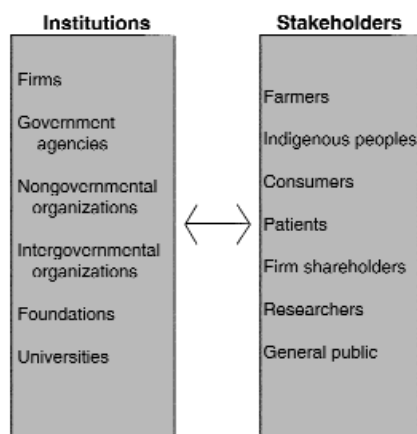 Institutions
Firms
Government
agencies
Nongovernmental
organizations
Intergovernmental
organizations
Foundations
Universities
Stakeholders
Farmers
Indigenous peoples
Consumers
Patients
Firm shareholders
Researchers
General public